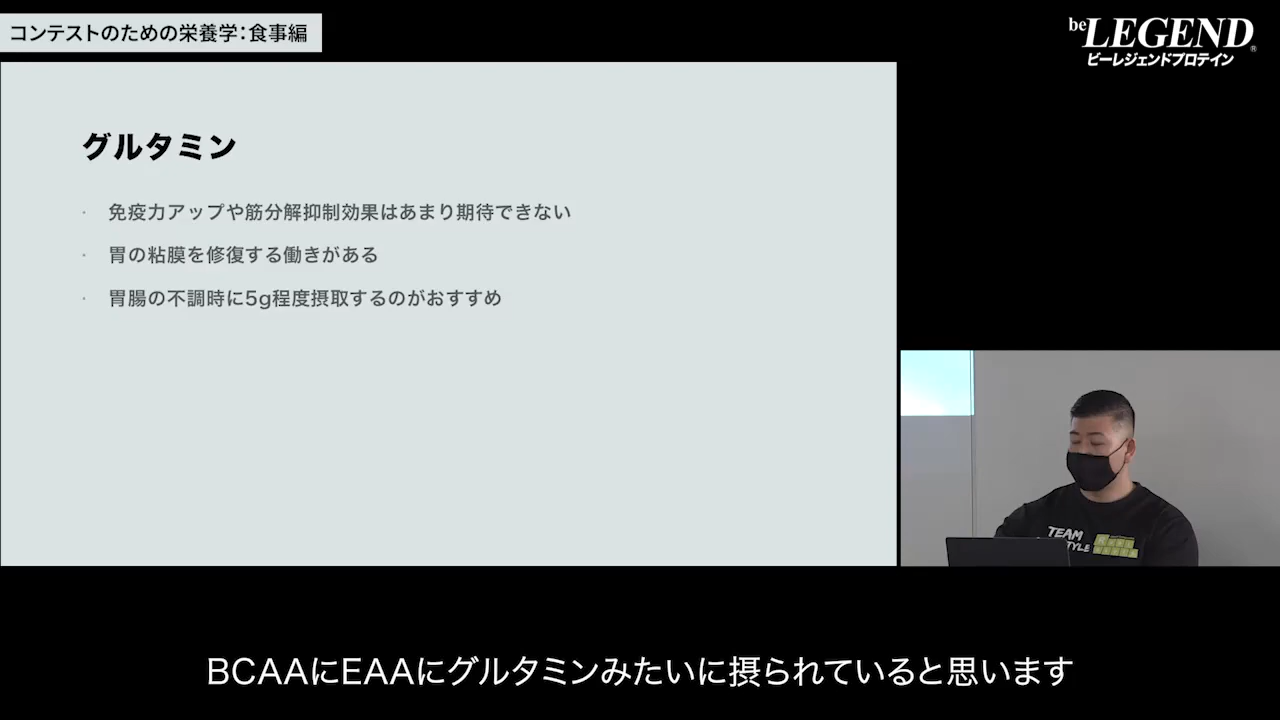 コンテストのための栄養学：食事編
beLEGEND®
ビーレジェンドプロテイン
グルタミン
· 免疫力アップや筋分解抑制効果はあまり期待できない
· 胃の粘膜を修復する働きがある
· 胃腸の不調時に5g程度摂取するのがおすすめ
TEAM
TYLE
BCAAにEAAにグルタミンみたいに摂られていると思います